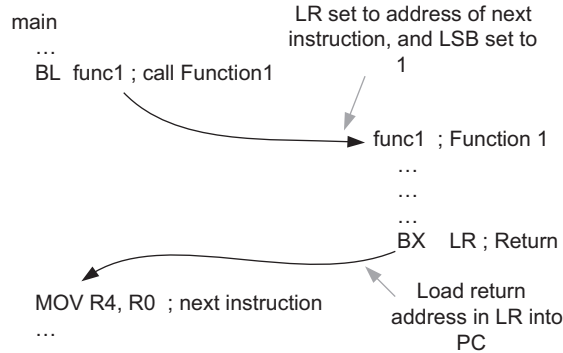 main
…
BL func1 ; call Function1
LR set to address of next
instruction, and LSB set to
1
func1 ; Function 1
…
…
…
BX LR ; Return
MOV R4, R0 ; next instruction
…
Load return
address in LR into
PC